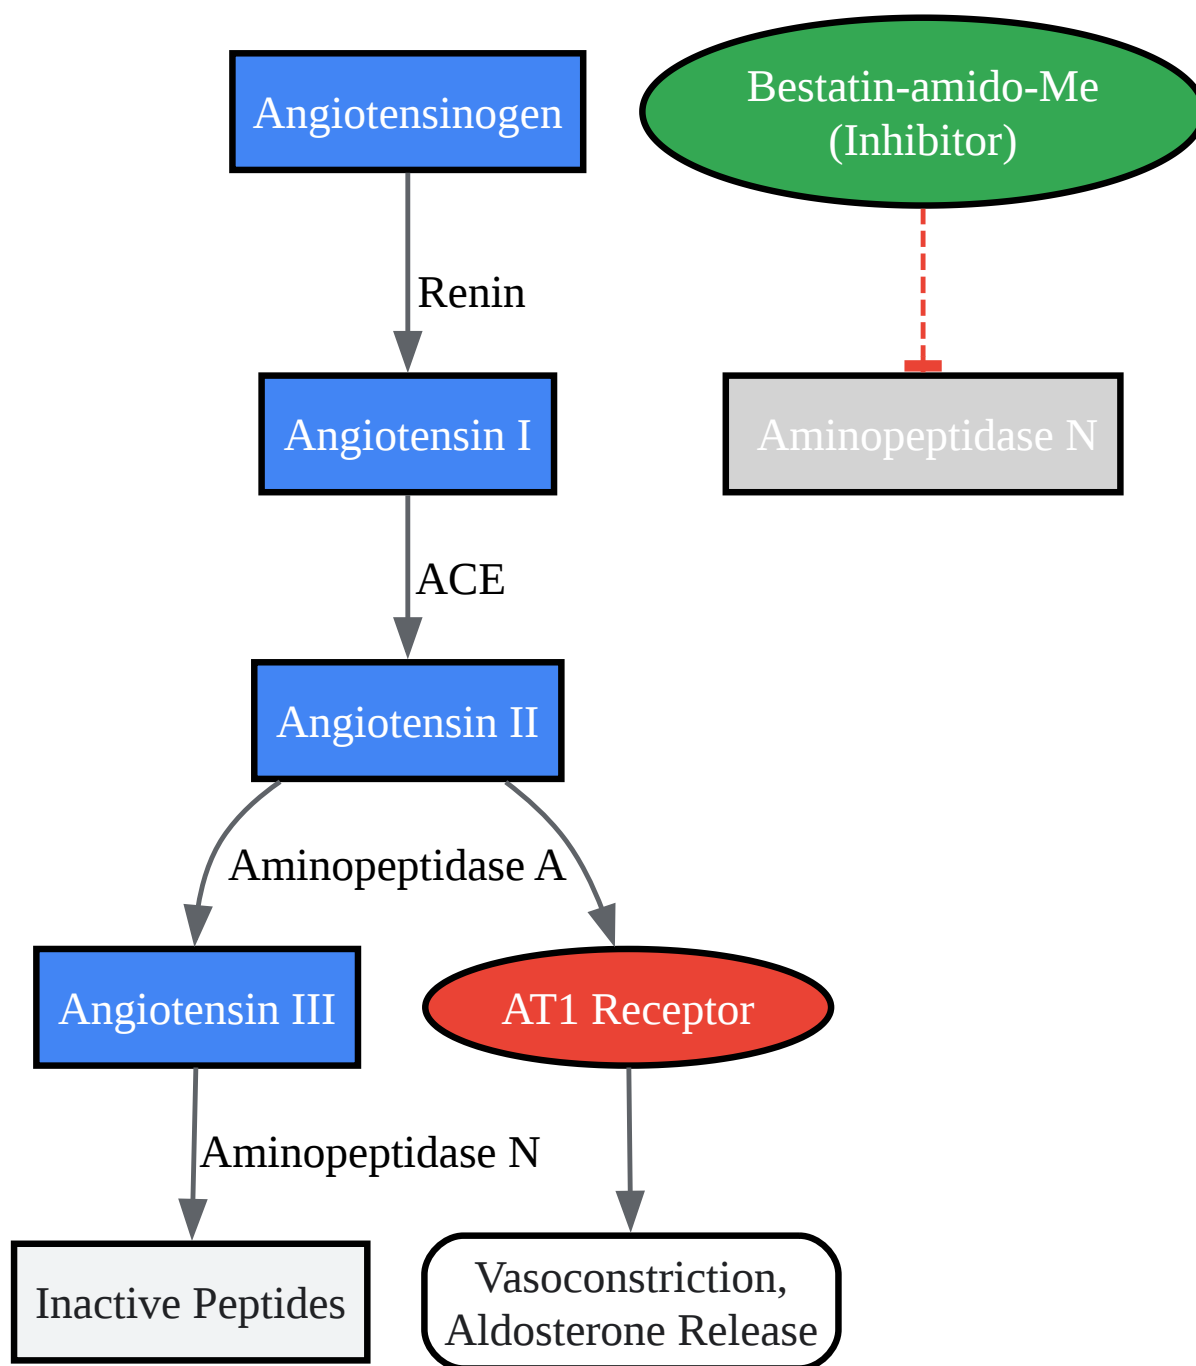 Angiotensinogen
Bestatin-amido-Me
(Inhibitor)
Renin
Angiotensin I
Aminopeptidase N
ACE
Angiotensin II
Aminopeptidase A
Angiotensin III
AT1 Receptor
Aminopeptidase N
Inactive Peptides
Vasoconstriction,
Aldosterone Release